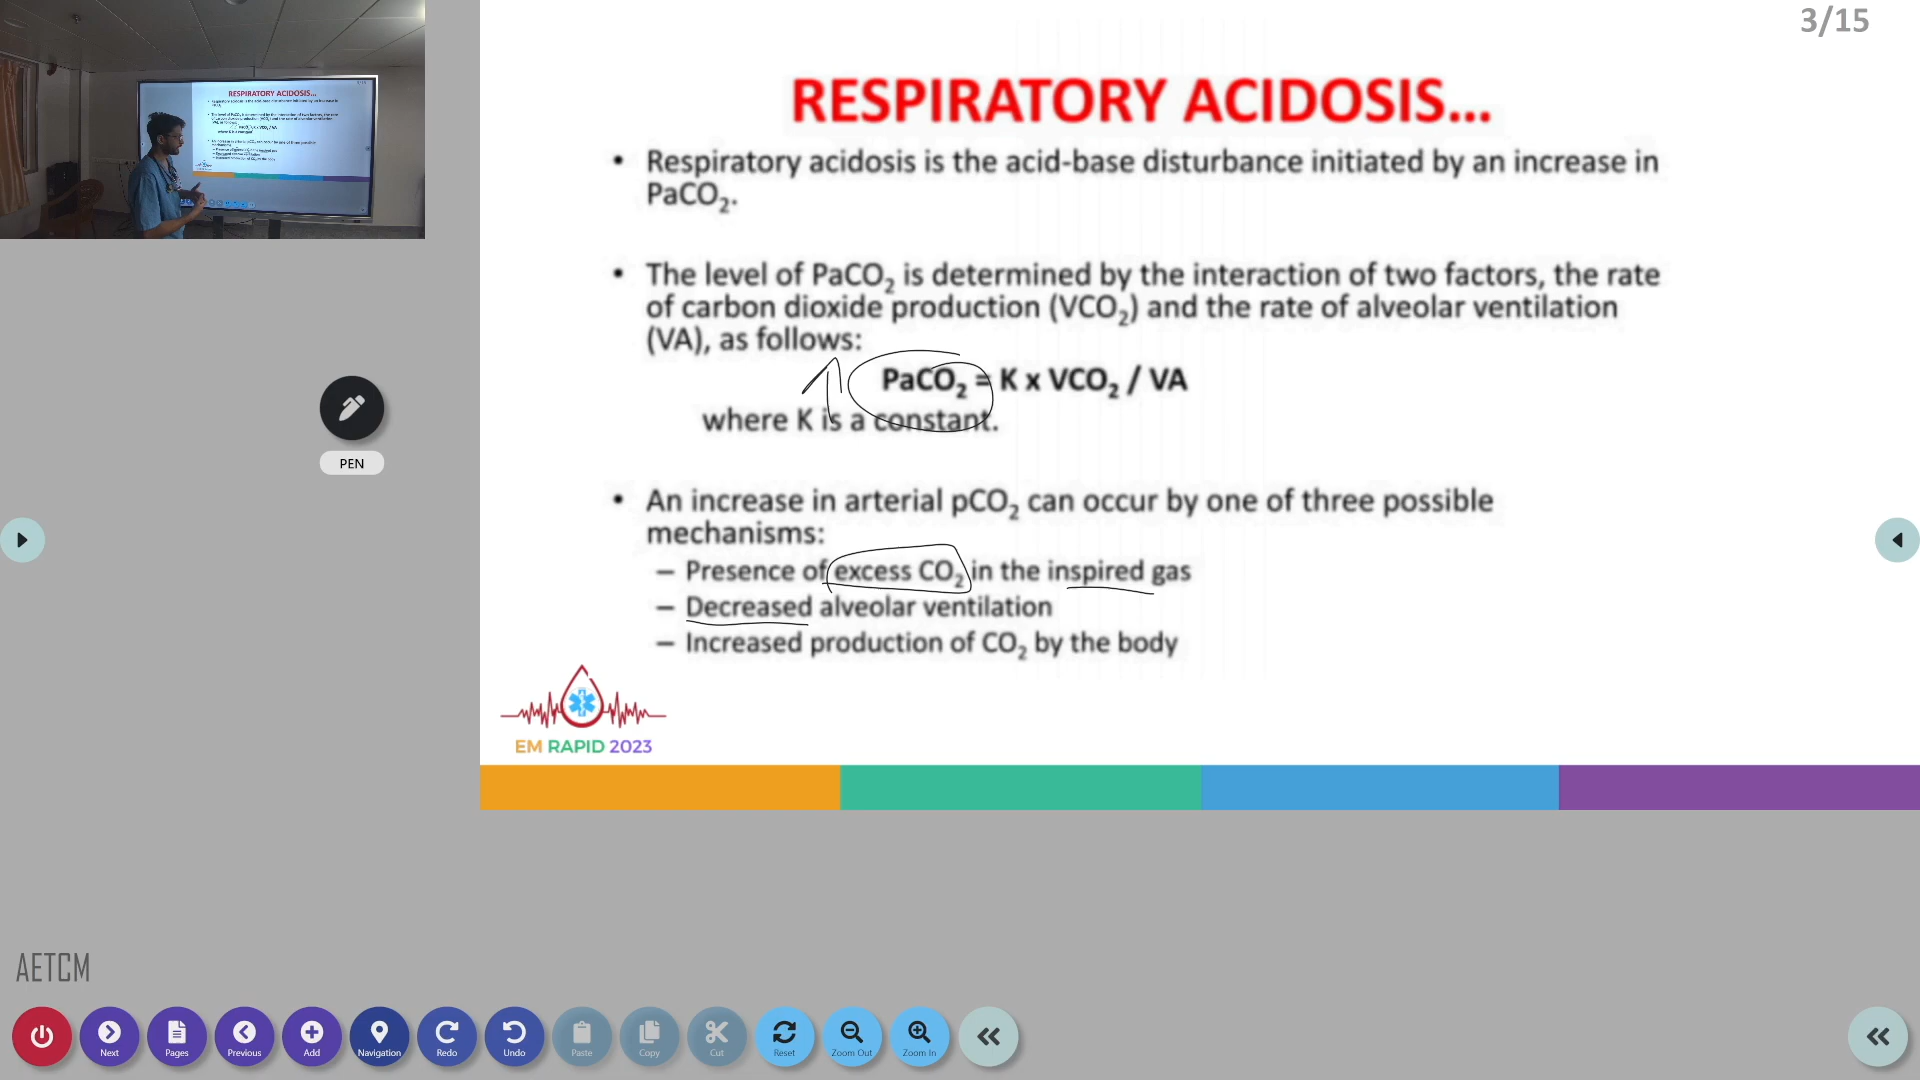 3/15
RESPIRATORY ACIDOSIS...
• Respiratory acidosis is the acid-base disturbance initiated by an increase in
PaCO₂.
• The level of PaCO₂ is determined by the interaction of two factors, the rate
of carbon dioxide production (VCO₂) and the rate of alveolar ventilation
(VA), as follows:
PaCO₂ = K x VCO₂ / VA
where K is a constant.
• An increase in arterial pCO₂ can occur by one of three possible
mechanisms:
– Presence of excess CO₂ in the inspired gas
– Decreased alveolar ventilation
– Increased production of CO₂ by the body
EM RAPID 2023
RESPIRATORY ACIDOSIS...
PEN
AETCM
Next
Pages
Previous
Add
Navigation
Redo
Undo
Paste
Copy
Cut
Reset
Zoom Out
Zoom In